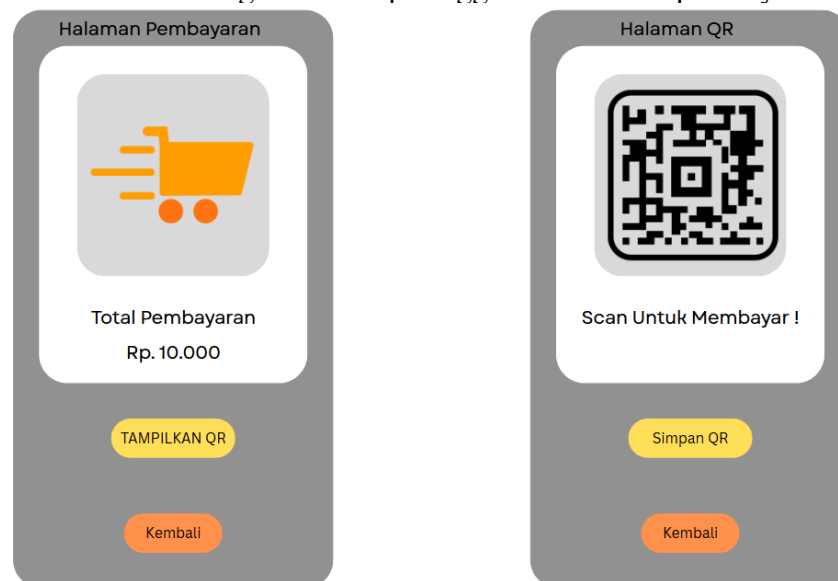 Halaman Pembayaran
Total Pembayaran
Rp. 10.000
TAMPILKAN QR
Kembali
Halaman QR
Scan Untuk Membayar !
Simpan QR
Kembali